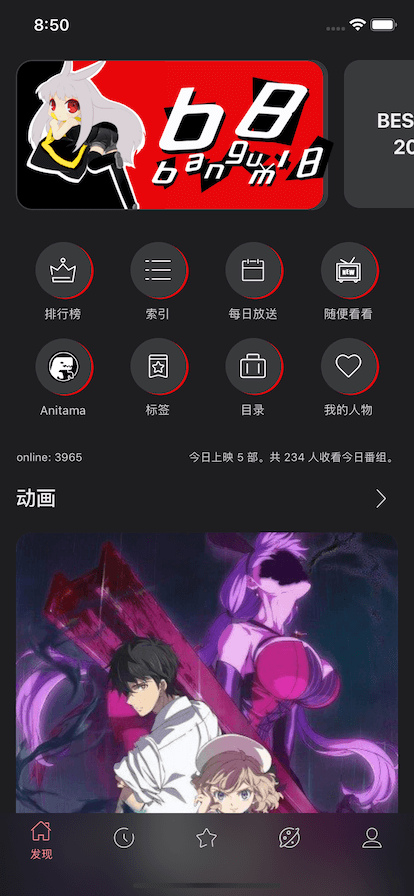 8:50
b8
bangumi8
BES
20
排行榜
索引
每日放送
NEW
随便看看
Anitama
标签
目录
我的人物
online: 3965
今日上映 5 部。共 234 人收看今日番组。
动画
发现